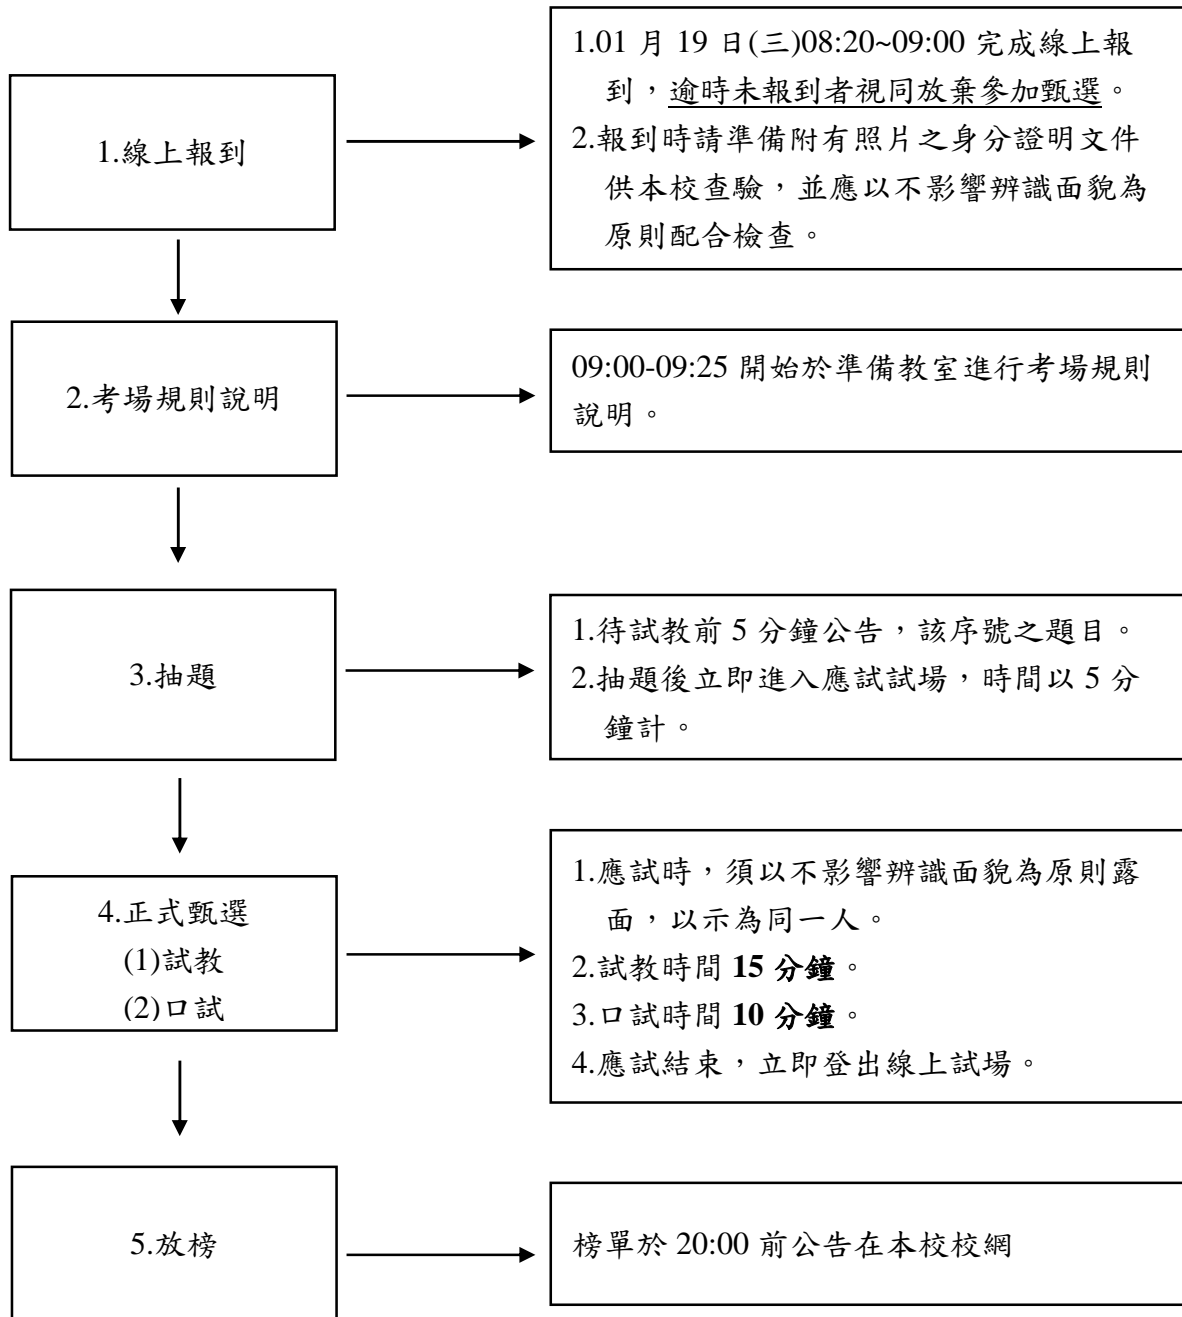 1.線上報到
1.01 月 19 日(三)08:20~09:00 完成線上報
到，逾時未報到者視同放棄參加甄選。
2.報到時請準備附有照片之身分證明文件
供本校查驗，並應以不影響辨識面貌為
原則配合檢查。
2.考場規則說明
09:00-09:25 開始於準備教室進行考場規則
說明。
3.抽題
1.待試教前 5 分鐘公告，該序號之題目。
2.抽題後立即進入應試試場，時間以 5 分
鐘計。
4.正式甄選
(1)試教
(2)口試
1.應試時，須以不影響辨識面貌為原則露
面，以示為同一人。
2.試教時間 15 分鐘。
3.口試時間 10 分鐘。
4.應試結束，立即登出線上試場。
5.放榜
榜單於 20:00 前公告在本校校網